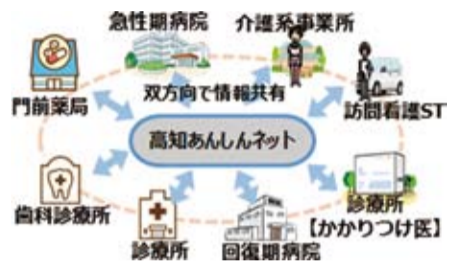 急性期病院
介護系事業所
門前薬局
双方向で情報共有
訪問看護ST
高知あんしんネット
歯科診療所
診療所
回復期病院
診療所
【かかりつけ医】